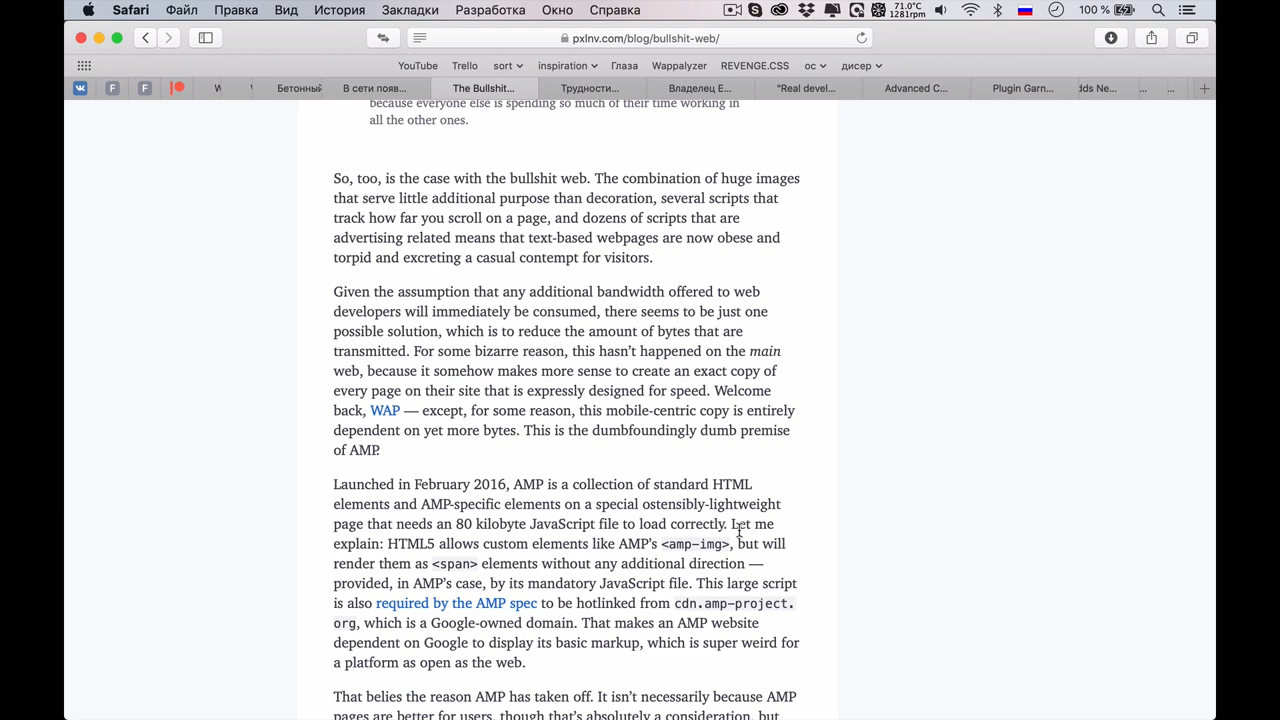 Safari Файл Правка Вид История Закладки Разработка Окно Справка 71.0°C 1281rpm 100 %
pxlnv.com/blog/bullshit-web/
YouTube Trello sort inspiration Глаза Wappalyzer REVENGE.CSS ос дисер
F F W Бетонный В сети появ... The Bullshit... Трудности... Владелец Е... "Real devel... Advanced C... Plugin Garn... dds Ne... ... ...
because everyone else is spending so much of their time working in
all the other ones.
So, too, is the case with the bullshit web. The combination of huge images
that serve little additional purpose than decoration, several scripts that
track how far you scroll on a page, and dozens of scripts that are
advertising related means that text-based webpages are now obese and
torpid and excreting a casual contempt for visitors.
Given the assumption that any additional bandwidth offered to web
developers will immediately be consumed, there seems to be just one
possible solution, which is to reduce the amount of bytes that are
transmitted. For some bizarre reason, this hasn’t happened on the main
web, because it somehow makes more sense to create an exact copy of
every page on their site that is expressly designed for speed. Welcome
back, WAP — except, for some reason, this mobile-centric copy is entirely
dependent on yet more bytes. This is the dumbfoundingly dumb premise
of AMP.
Launched in February 2016, AMP is a collection of standard HTML
elements and AMP-specific elements on a special ostensibly-lightweight
page that needs an 80 kilobyte JavaScript file to load correctly. Let me
explain: HTML5 allows custom elements like AMP’s <amp-img>, but will
render them as <span> elements without any additional direction —
provided, in AMP’s case, by its mandatory JavaScript file. This large script
is also required by the AMP spec to be hotlinked from cdn.amp-project.
org, which is a Google-owned domain. That makes an AMP website
dependent on Google to display its basic markup, which is super weird for
a platform as open as the web.
That belies the reason AMP has taken off. It isn’t necessarily because AMP
pages are better for users, though that’s absolutely a consideration, but